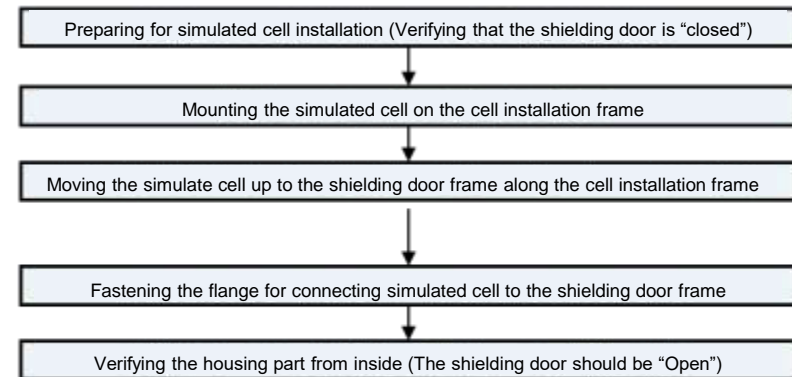 Preparing for simulated cell installation (Verifying that the shielding door is “closed”)
Mounting the simulated cell on the cell installation frame
Moving the simulate cell up to the shielding door frame along the cell installation frame
Fastening the flange for connecting simulated cell to the shielding door frame
Verifying the housing part from inside (The shielding door should be “Open”)